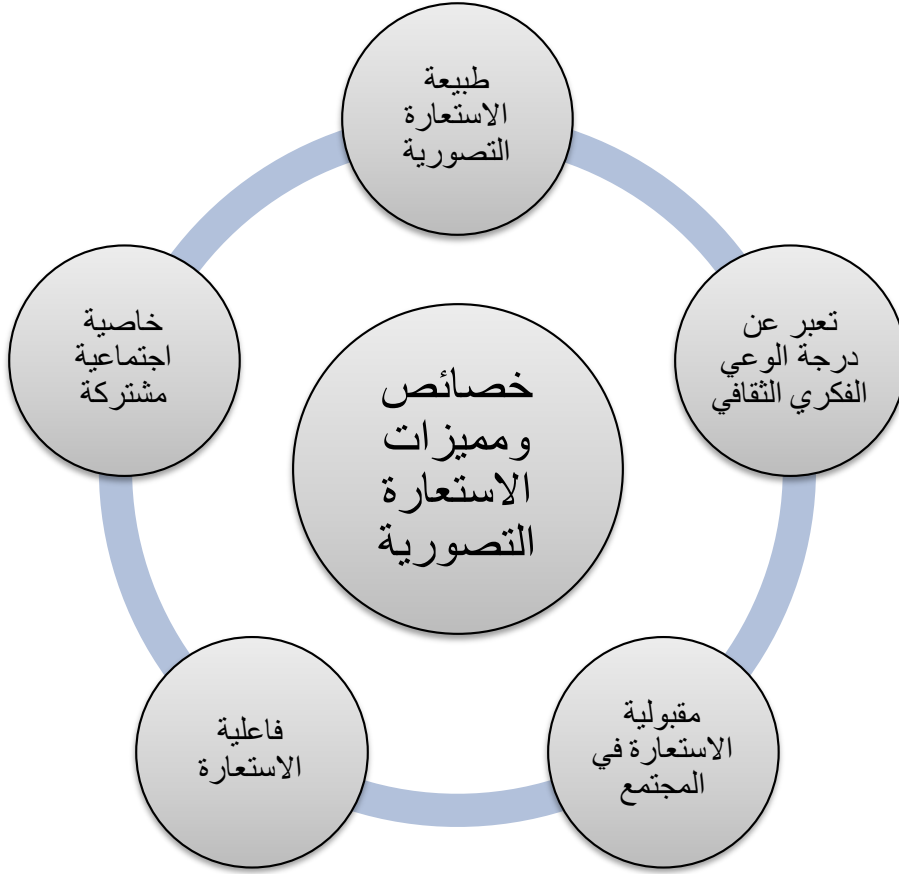 طبيعة
الاستعارة
التصورية
تعبر عن
درجة الوعي
الفكري الثقافي
خاصية
اجتماعية
مشتركة
خصائص
ومميزات
الاستعارة
التصورية
مقبولية
الاستعارة في
المجتمع
فاعلية
الاستعارة